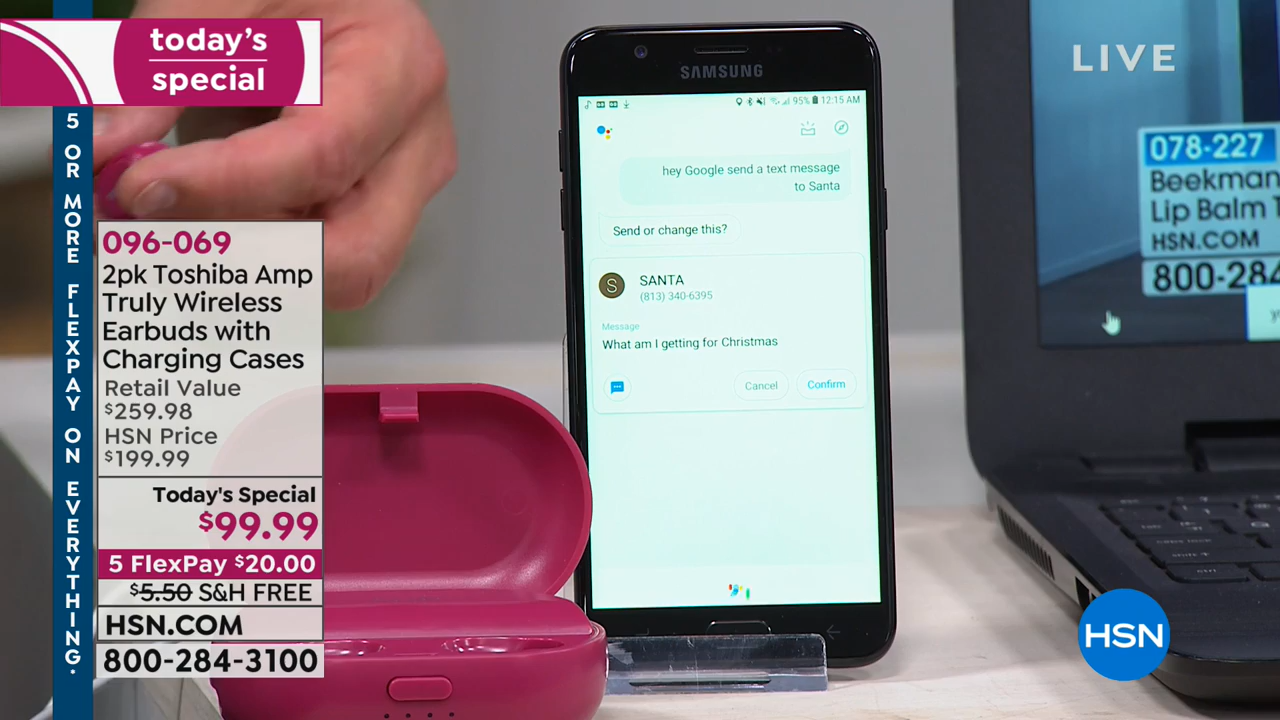 today's
special
5 OR MORE FLEXPAY ON EVERYTHING.
096-069
2pk Toshiba Amp
Truly Wireless
Earbuds with
Charging Cases
Retail Value
$259.98
HSN Price
$199.99
Today's Special
$99.99
5 FlexPay $20.00
$5.50 S&H FREE
HSN.COM
800-284-3100
SAMSUNG
95% 12:15 AM
hey Google send a text message
to Santa
Send or change this?
S
SANTA
(813) 340-6395
Message
What am I getting for Christmas
Cancel
Confirm
LIVE
078-227
Beekman
Lip Balm
HSN.COM
800-284
HSN